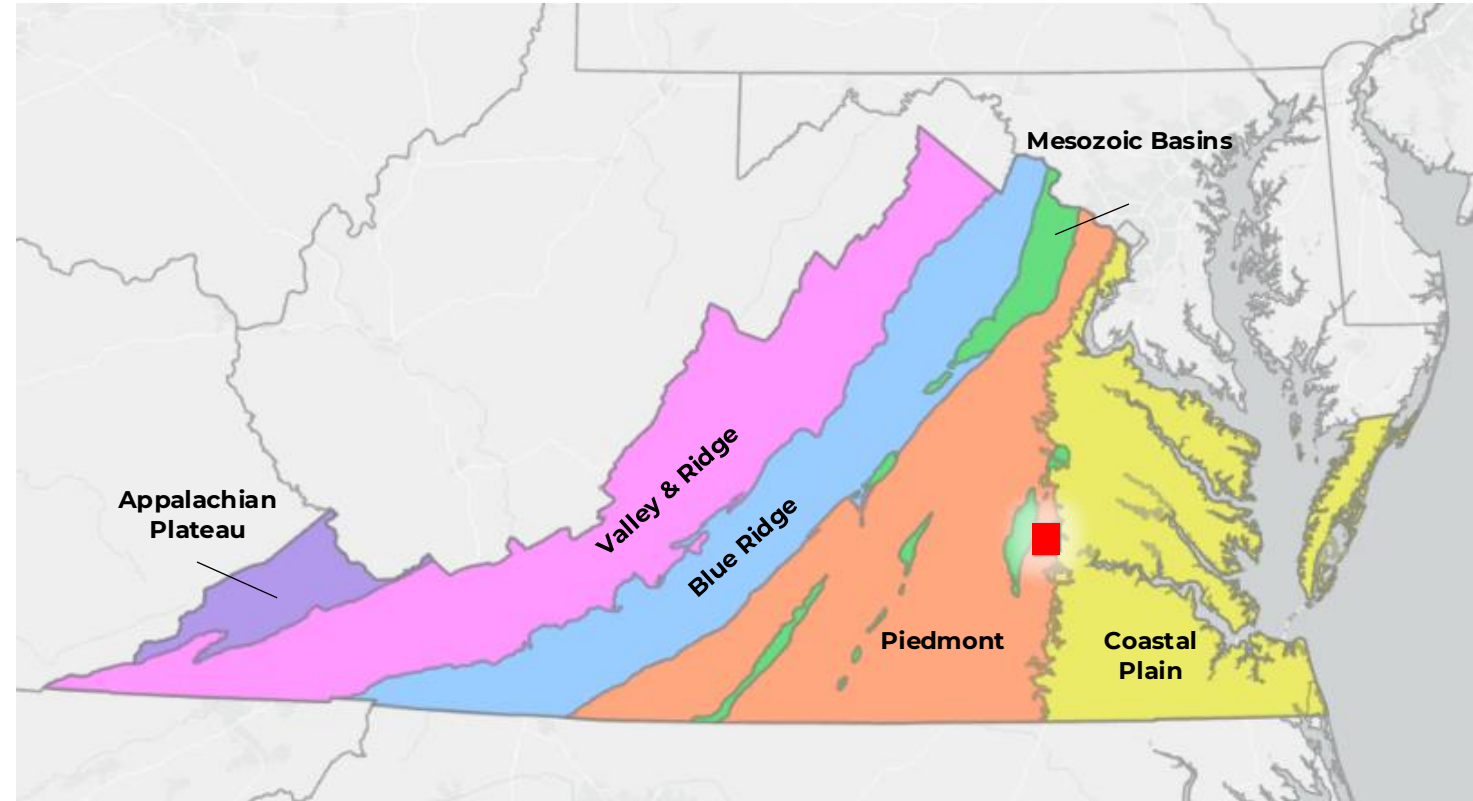 Mesozoic Basins
Valley & Ridge
Appalachian
Plateau
Blue Ridge
Piedmont
Coastal
Plain